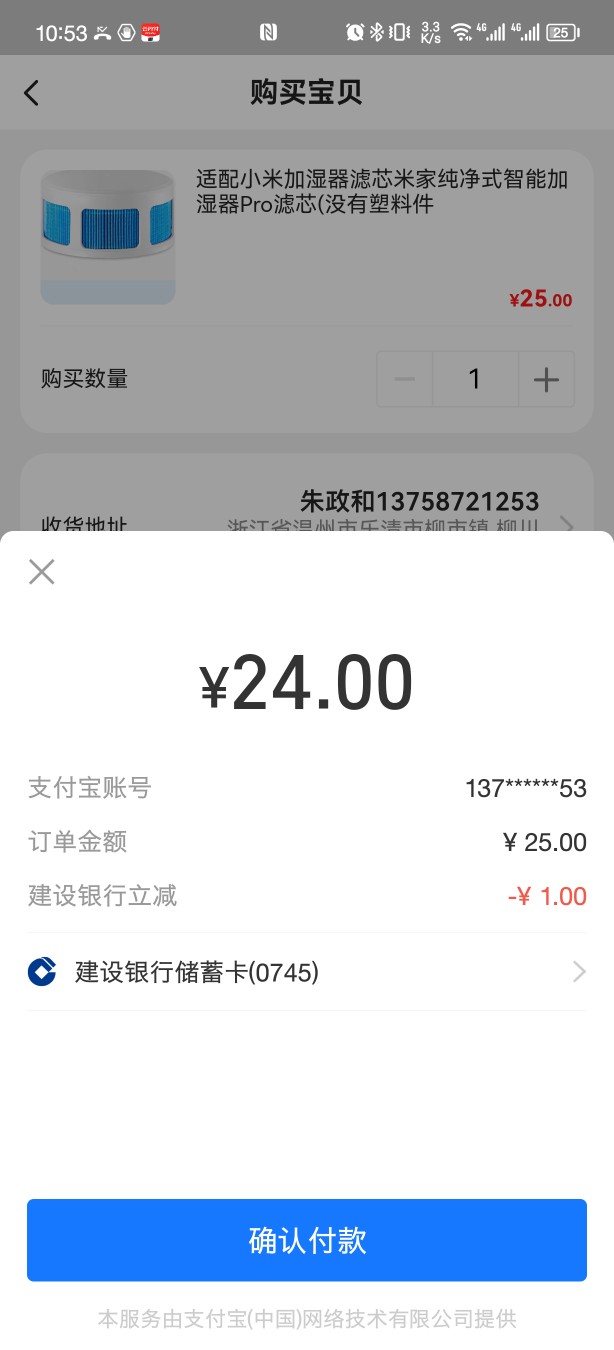 10:53
3.3 K/s
4G
4G
25
购买宝贝
适配小米加湿器滤芯米家纯净式智能加
湿器Pro滤芯(没有塑料件
¥25.00
购买数量
1
朱政和13758721253
收货地址
浙江省温州市乐清市柳市镇 柳川
¥24.00
支付宝账号
137******53
订单金额
¥ 25.00
建设银行立减
-¥ 1.00
建设银行储蓄卡(0745)
确认付款
本服务由支付宝(中国)网络技术有限公司提供